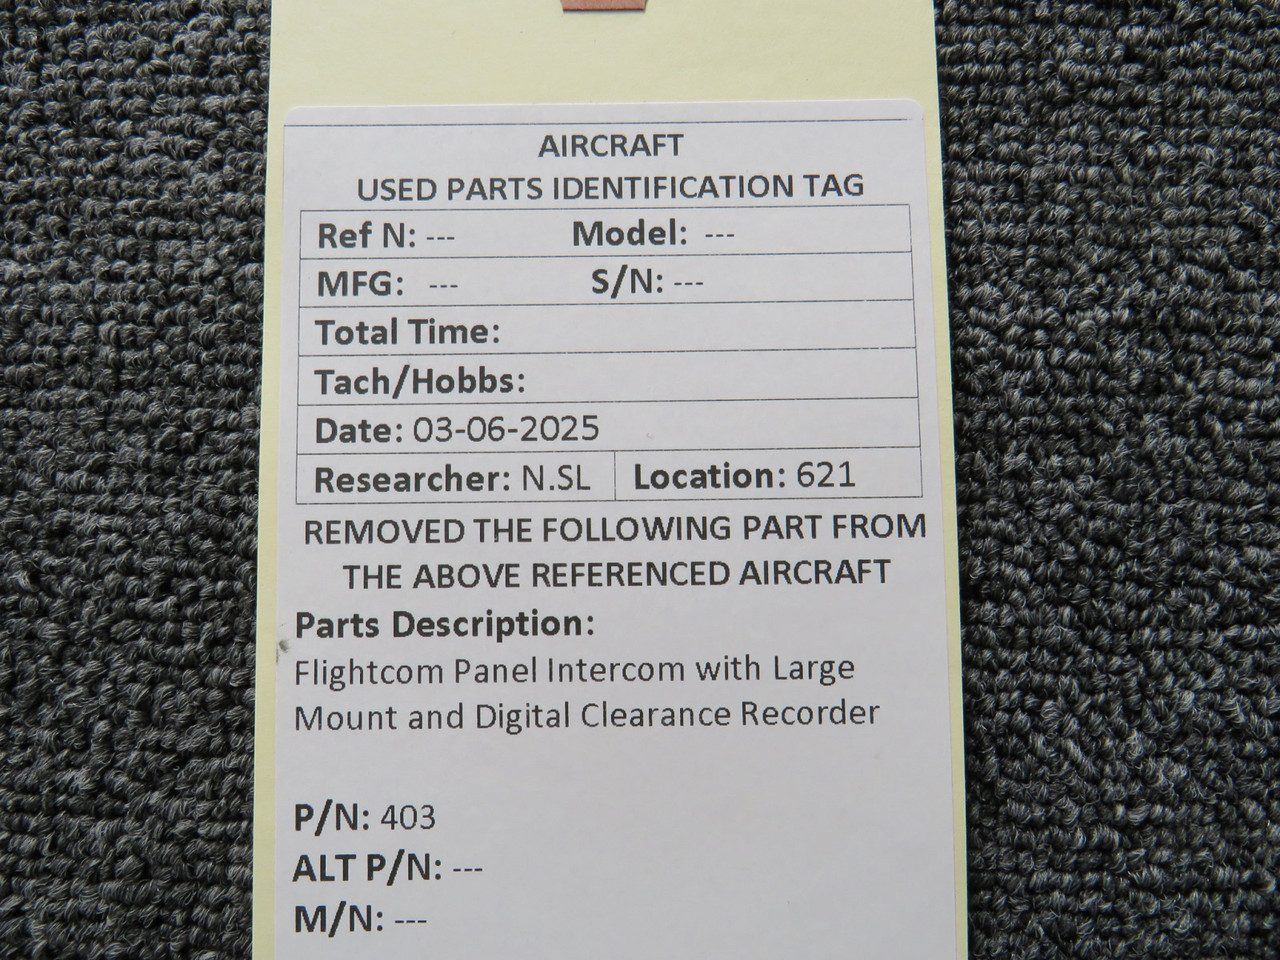 AIRCRAFT
USED PARTS IDENTIFICATION TAG
Ref N: --- Model: ---
MFG: --- S/N: ---
Total Time:
Tach/Hobbs:
Date: 03-06-2025
Researcher: N.SL Location: 621
REMOVED THE FOLLOWING PART FROM
THE ABOVE REFERENCED AIRCRAFT
Parts Description:
Flightcom Panel Intercom with Large
Mount and Digital Clearance Recorder
P/N: 403
ALT P/N: ---
M/N: ---